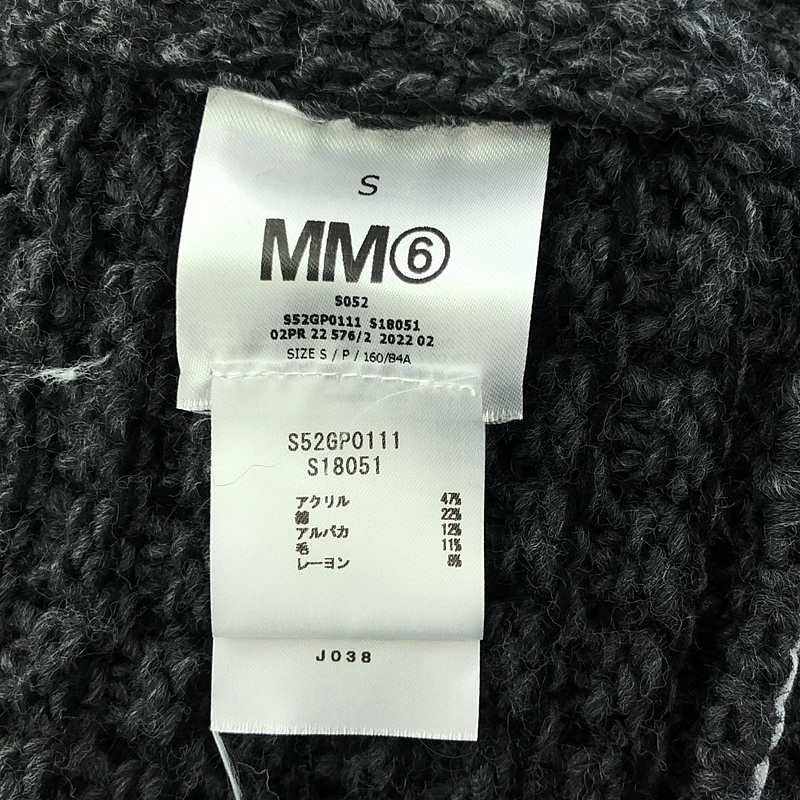 S
MM⑥
S052
S52GP0111 S18051
02PR 22 576/2 2022 02
SIZE S / P / 160/84A
S52GP0111
S18051
アクリル 47%
綿 22%
アルパカ 12%
毛 11%
レーヨン 8%
J038